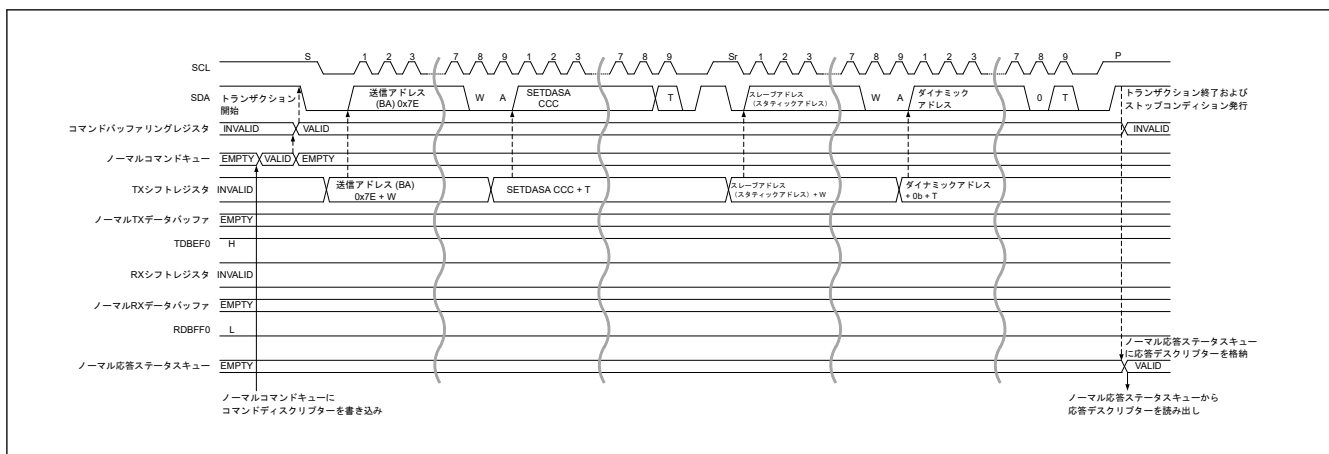 S 1 2 3 7 8 9 1 2 3 7 8 9 Sr 1 2 3 7 8 9 1 2 3 7 8 9 P
SCL
SDA
トランザクション
開始
送信アドレス
(BA) 0x7E
W
A
SETDASA
CCC
T
スレーブアドレス
(スタティックアドレス)
W
A
ダイナミック
アドレス
0
T
トランザクション終了および
ストップコンディション発行
コマンドバッファリングレジスタ INVALID VALID INVALID
ノーマルコマンドキュー EMPTY VALID EMPTY
TXシフトレジスタ INVALID
送信アドレス (BA)
0x7E + W
SETDASA CCC + T
スレーブアドレス
(スタティックアドレス) + W
ダイナミックアドレス
+ 0b + T
ノーマルTXデータバッファ EMPTY
TDBEF0 H
RXシフトレジスタ INVALID
ノーマルRXデータバッファ EMPTY
RDBFF0 L
ノーマル応答ステータスキュー
に応答デスクリプターを格納
ノーマル応答ステータスキュー EMPTY VALID
ノーマルコマンドキューに
コマンドディスクリプターを書き込み
ノーマル応答ステータスキューから
応答デスクリプターを読み出し